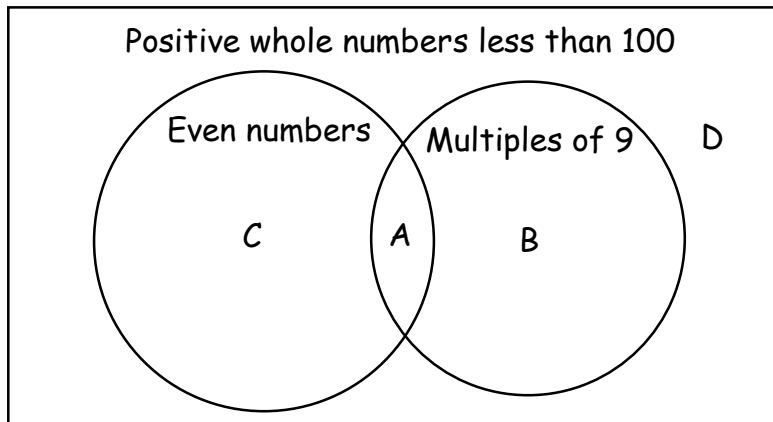 Positive whole numbers less than 100
Even numbers
Multiples of 9
D
C
A
B